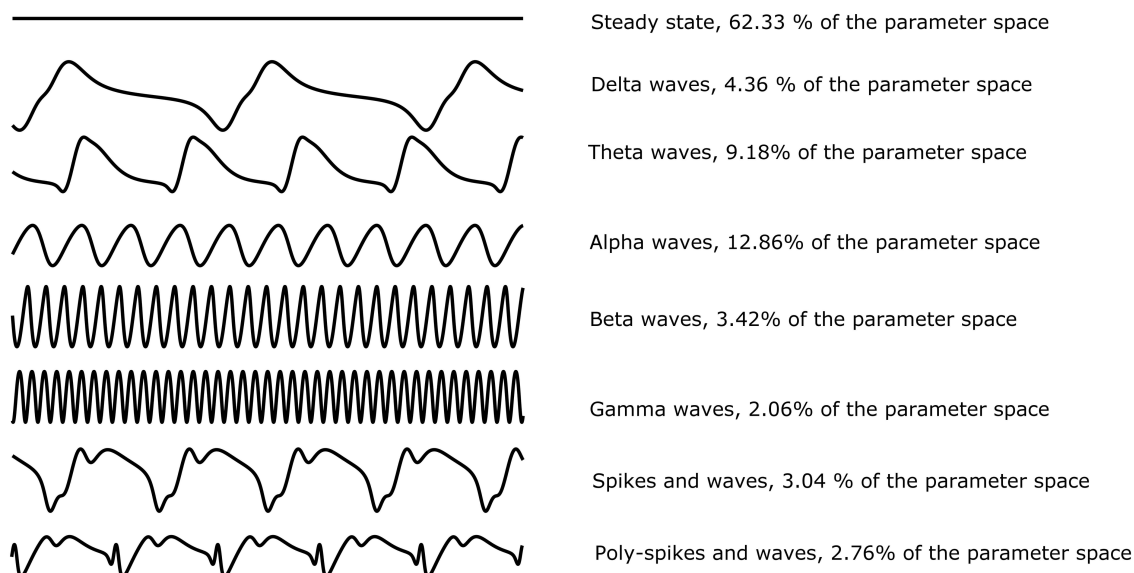 Steady state, 62.33 % of the parameter space
Delta waves, 4.36 % of the parameter space
Theta waves, 9.18% of the parameter space
Alpha waves, 12.86% of the parameter space
Beta waves, 3.42% of the parameter space
Gamma waves, 2.06% of the parameter space
Spikes and waves, 3.04 % of the parameter space
Poly-spikes and waves, 2.76% of the parameter space